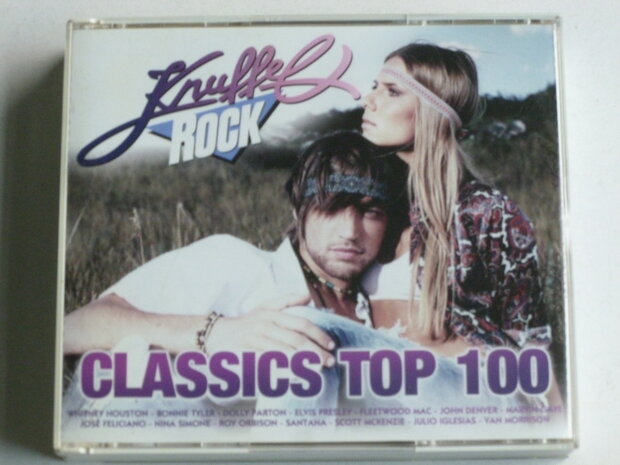 Knuffel
ROCK
CLASSICS TOP 100
WHITNEY HOUSTON - BONNIE TYLER - DOLLY PARTON - ELVIS PRESLEY - FLEETWOOD MAC - JOHN DENVER - MARVIN GAYE
JOSÉ FELICIANO - NINA SIMONE - ROY ORBISON - SANTANA - SCOTT MCKENZIE - JULIO IGLESIAS - VAN MORRISON